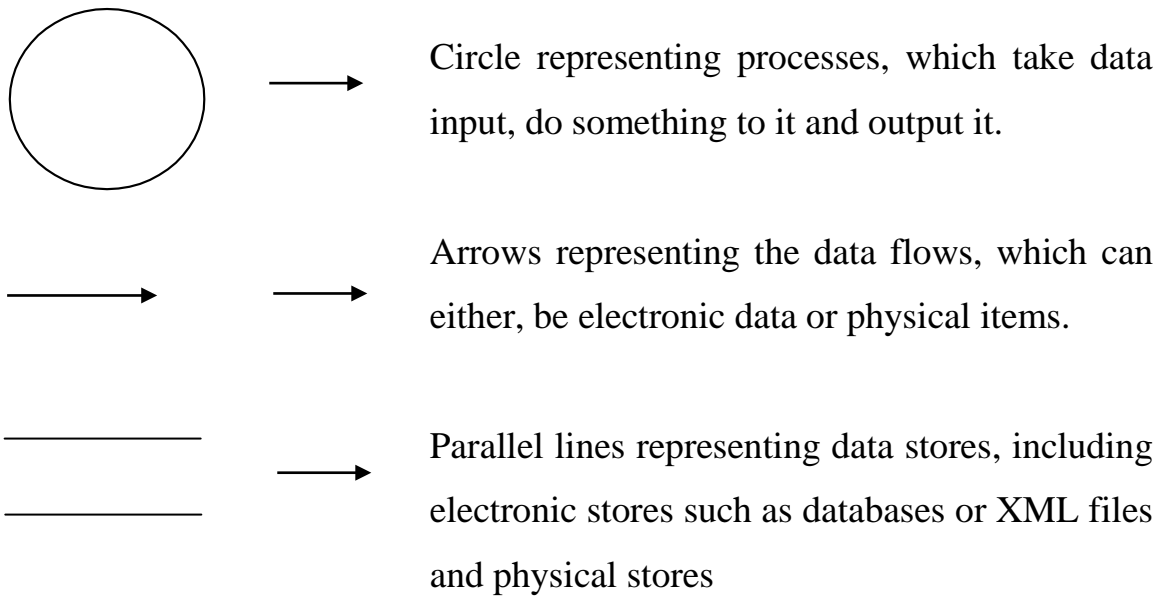 Circle representing processes, which take data
input, do something to it and output it.
Arrows representing the data flows, which can
either, be electronic data or physical items.
Parallel lines representing data stores, including
electronic stores such as databases or XML files
and physical stores